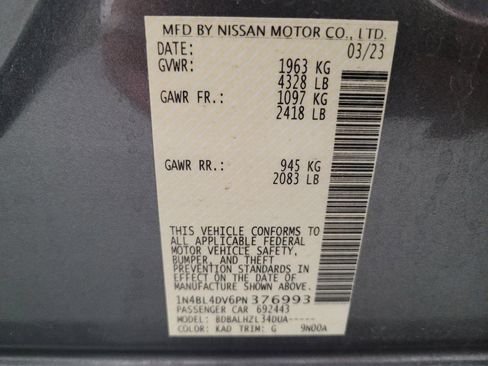 MFD BY NISSAN MOTOR CO., LTD.
DATE: 03/23
GVWR: 1963 KG
4328 LB
GAWR FR.: 1097 KG
2418 LB
GAWR RR.: 945 KG
2083 LB
THIS VEHICLE CONFORMS TO
ALL APPLICABLE FEDERAL
MOTOR VEHICLE SAFETY,
BUMPER, AND THEFT
PREVENTION STANDARDS IN
EFFECT ON THE DATE OF
MANUFACTURE SHOWN ABOVE.
1N4BL4DV6PN376993
PASSENGER CAR 692443
MODEL: BDBALHZL34DUA-----
COLOR: KAD TRIM: G 9N00A